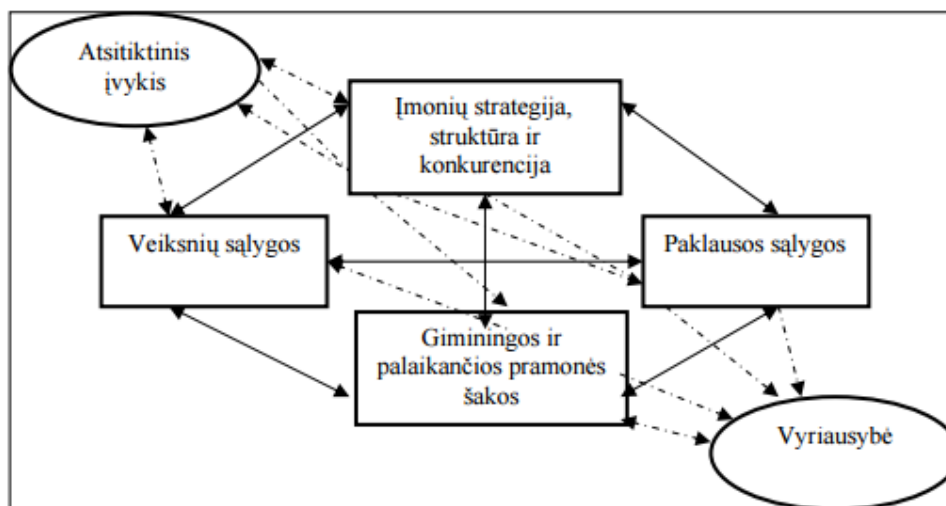 Atsitiktinis
įvykis
Įmonių strategija,
struktūra ir
konkurencija
Veiksnių sąlygos
Paklausos sąlygos
Giminingos ir
palaikančios pramonės
šakos
Vyriausybė